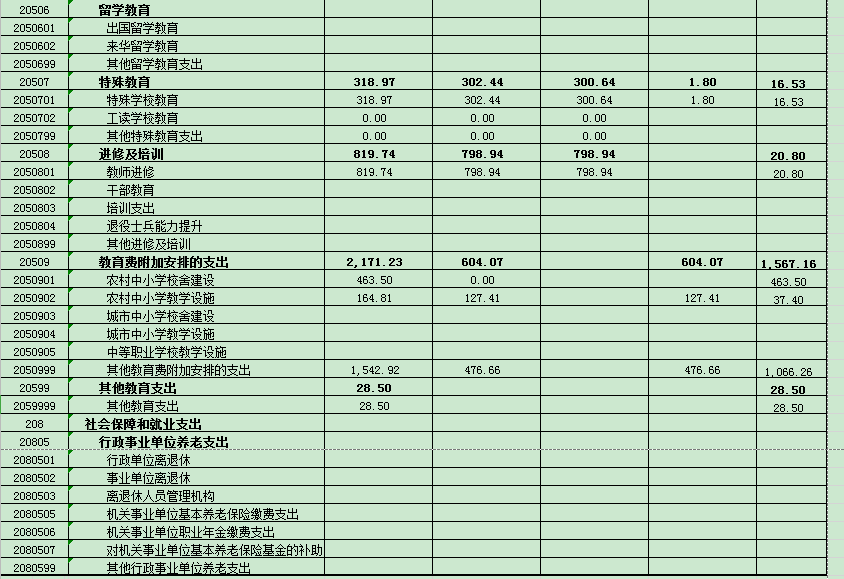 20506 留学教育
2050601 出国留学教育
2050602 来华留学教育
2050699 其他留学教育支出
20507 特殊教育 318.97 302.44 300.64 1.80 16.53
2050701 特殊学校教育 318.97 302.44 300.64 1.80 16.53
2050702 工读学校教育 0.00 0.00 0.00
2050799 其他特殊教育支出 0.00 0.00 0.00
20508 进修及培训 819.74 798.94 798.94 20.80
2050801 教师进修 819.74 798.94 798.94 20.80
2050802 干部教育
2050803 培训支出
2050804 退役士兵能力提升
2050899 其他进修及培训
20509 教育费附加安排的支出 2,171.23 604.07 604.07 1,567.16
2050901 农村中小学校舍建设 463.50 0.00 463.50
2050902 农村中小学教学设施 164.81 127.41 127.41 37.40
2050903 城市中小学校舍建设
2050904 城市中小学教学设施
2050905 中等职业学校教学设施
2050999 其他教育费附加安排的支出 1,542.92 476.66 476.66 1,066.26
20599 其他教育支出 28.50 28.50
2059999 其他教育支出 28.50 28.50
208 社会保障和就业支出
20805 行政事业单位养老支出
2080501 行政单位离退休
2080502 事业单位离退休
2080503 离退休人员管理机构
2080505 机关事业单位基本养老保险缴费支出
2080506 机关事业单位职业年金缴费支出
2080507 对机关事业单位基本养老保险基金的补助
2080599 其他行政事业单位养老支出